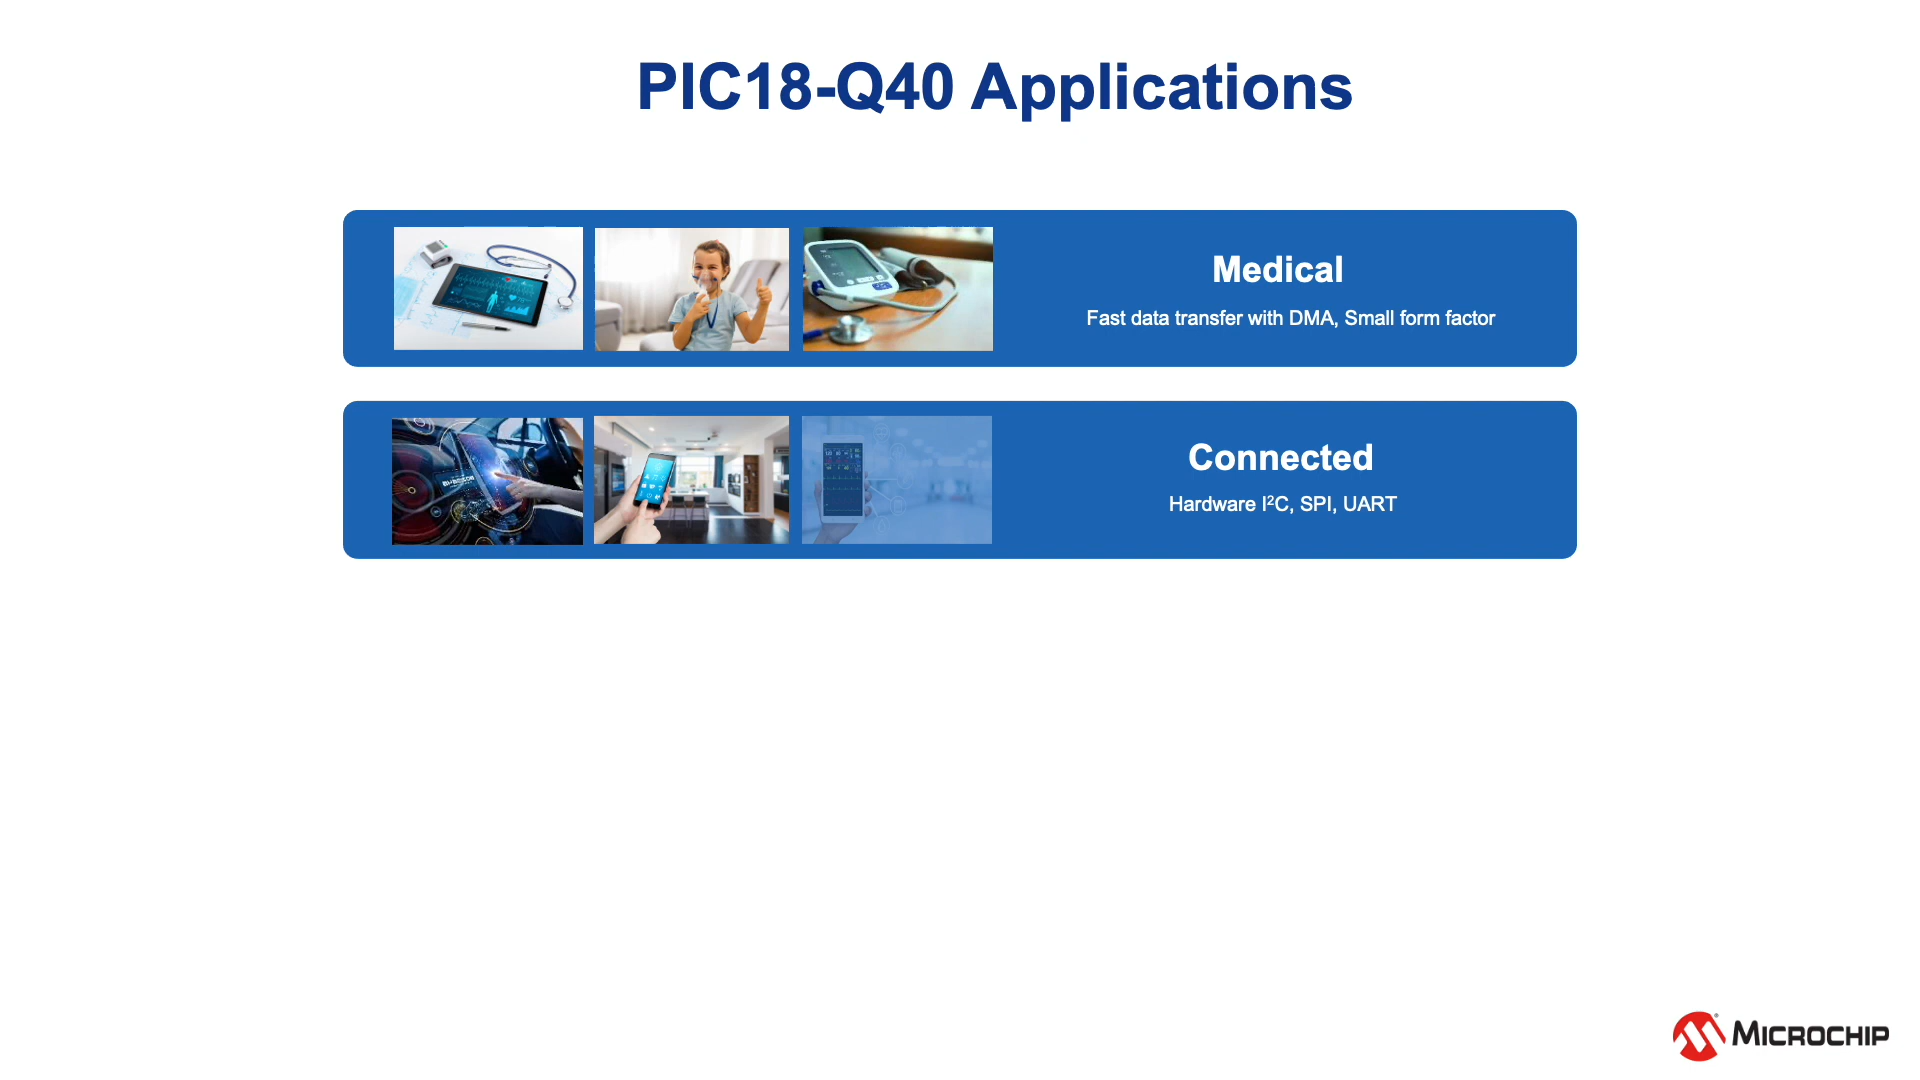 PIC18-Q40 Applications
Medical
Fast data transfer with DMA, Small form factor
Connected
Hardware I²C, SPI, UART
MICROCHIP